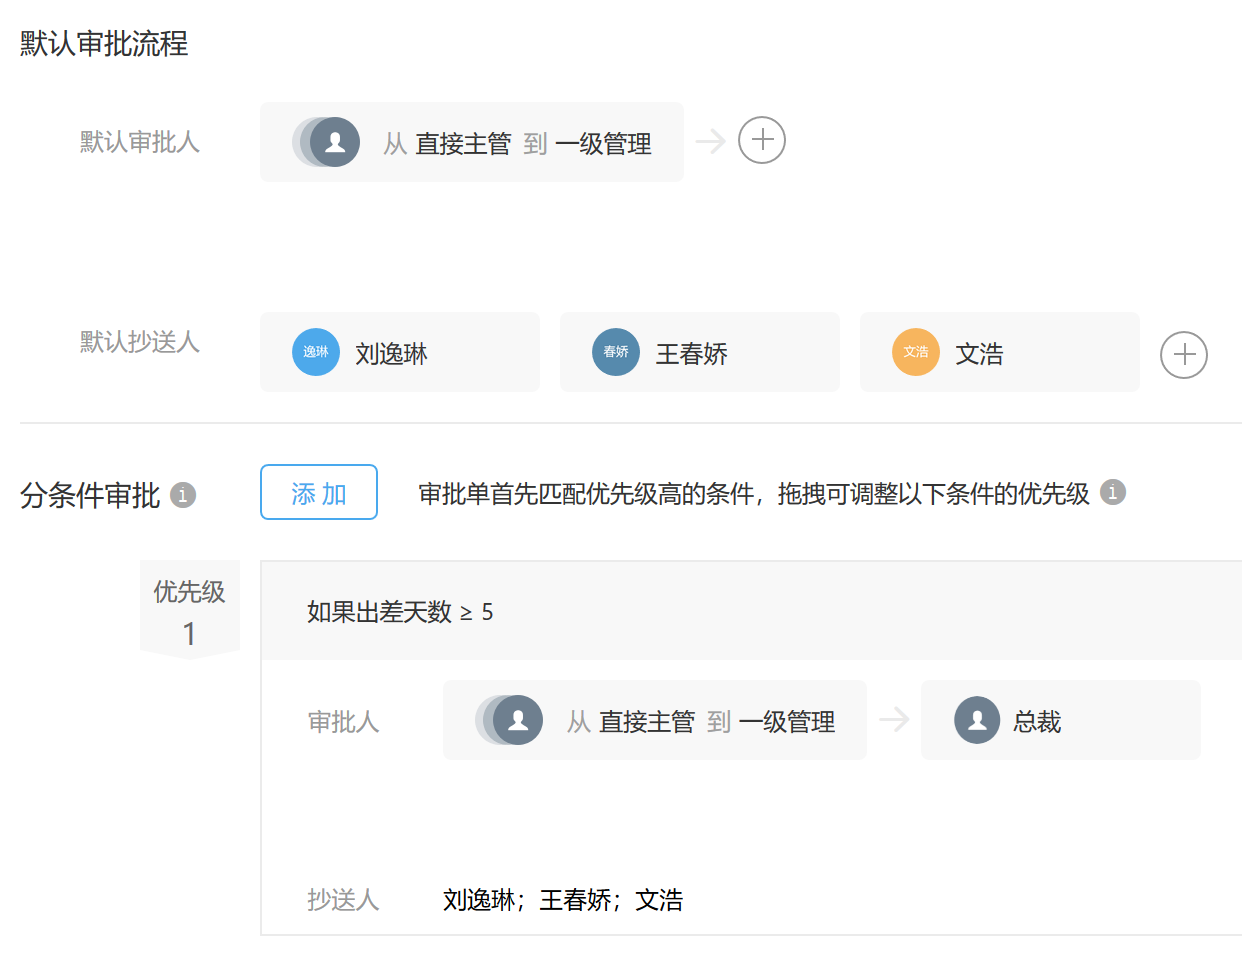 默认审批流程
默认审批人 从 直接主管 到 一级管理
默认抄送人 逸琳 刘逸琳 春娇 王春娇 文浩 文浩
分条件审批 i 添加 审批单首先匹配优先级高的条件，拖拽可调整以下条件的优先级 i
优先级
1
如果出差天数 ≥ 5
审批人 从 直接主管 到 一级管理 总裁
抄送人 刘逸琳；王春娇；文浩